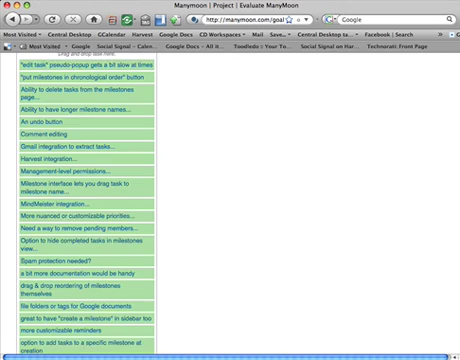 Manymoon | Project | Evaluate ManyMoon
http://manymoon.com/goal
Google
Most Visited
Central Desktop
GCalendar
Harvest
Google Docs
CD Workspaces
Mail
Save...
Central Desktop ta...
Facebook | Search
Most Visited
Google
Social Signal - Calen...
Google Docs - All it...
Toodledo :: Your To...
Social Signal on Har...
Technorati: Front Page
Drag and drop task here.
"edit task" pseudo-popup gets a bit slow at times
"put milestones in chronological order" button
Ability to delete tasks from the milestones
page...
Ability to have longer milestone names...
An undo button
Comment editing
Gmail integration to extract tasks...
Harvest integration...
Management-level permissions...
Milestone interface lets you drag task to
milestone name...
MindMeister integration...
More nuanced or customizable priorities...
Need a way to remove pending members...
Option to hide completed tasks in milestones
view...
Spam protection needed?
a bit more documentation would be handy
drag & drop reordering of milestones
themselves
file folders or tags for Google documents
great to have "create a milestone" in sidebar too
more customizable reminders
option to add tasks to a specific milestone at
creation